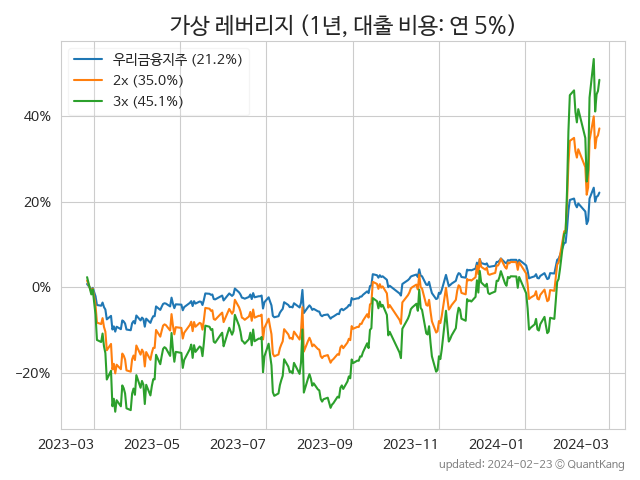 가상 레버리지 (1년, 대출 비용: 연 5%)
우리금융지주 (21.2%)
2x (35.0%)
3x (45.1%)
40%
20%
0%
−20%
2023-03 2023-05 2023-07 2023-09 2023-11 2024-01 2024-03
updated: 2024-02-23 © QuantKang